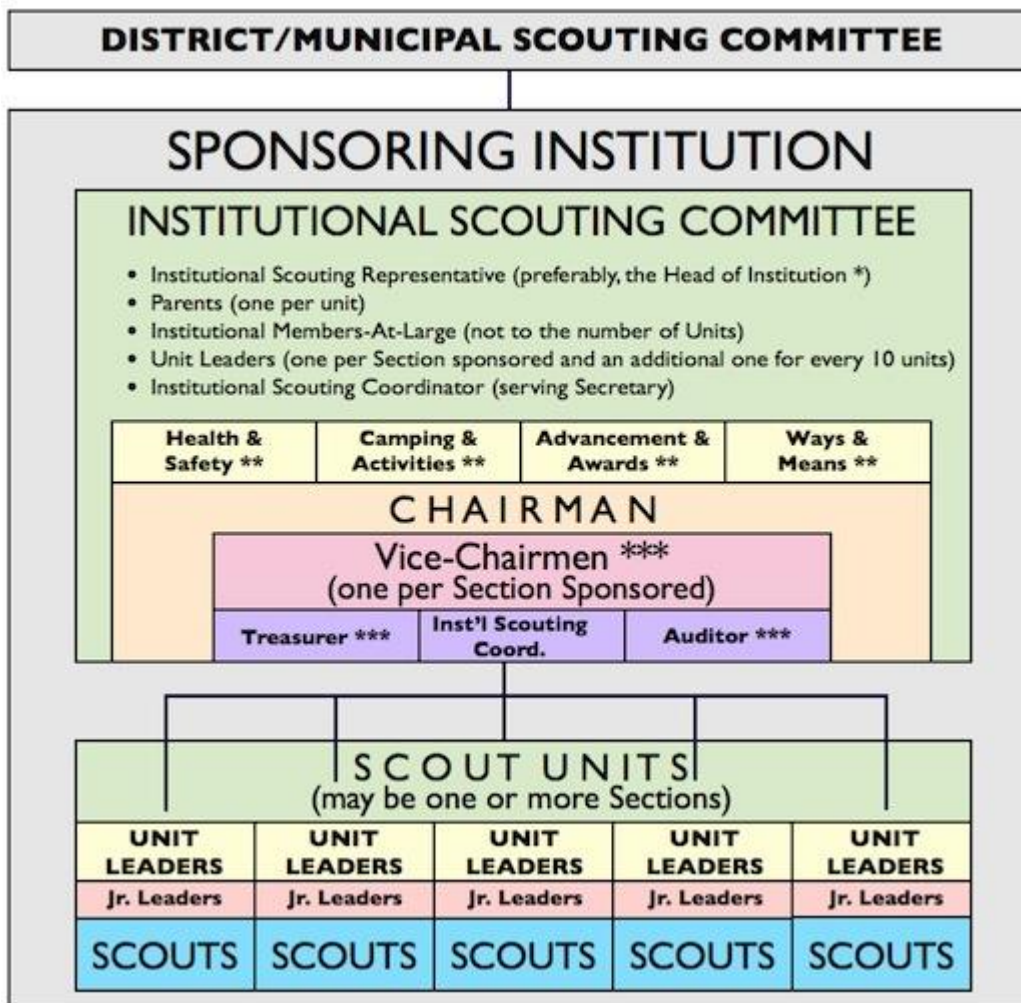 DISTRICT/MUNICIPAL SCOUTING COMMITTEE
SPONSORING INSTITUTION
INSTITUTIONAL SCOUTING COMMITTEE
• Institutional Scouting Representative (preferably, the Head of Institution *)
• Parents (one per unit)
• Institutional Members-At-Large (not to the number of Units)
• Unit Leaders (one per Section sponsored and an additional one for every 10 units)
• Institutional Scouting Coordinator (serving Secretary)
Health &
Safety **
Camping &
Activities **
Advancement &
Awards **
Ways &
Means **
CHAIRMAN
Vice-Chairmen ***
(one per Section Sponsored)
Treasurer ***
Inst'l Scouting
Coord.
Auditor ***
SCOUT UNITS
(may be one or more Sections)
UNIT
LEADERS
UNIT
LEADERS
UNIT
LEADERS
UNIT
LEADERS
UNIT
LEADERS
Jr. Leaders
Jr. Leaders
Jr. Leaders
Jr. Leaders
Jr. Leaders
SCOUTS
SCOUTS
SCOUTS
SCOUTS
SCOUTS